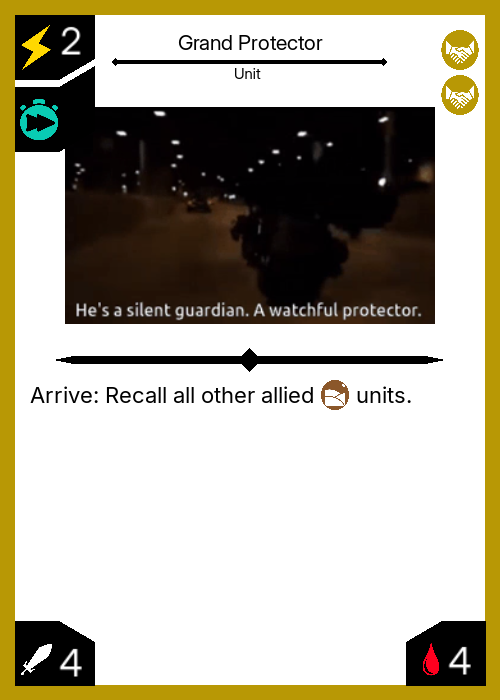 2
Grand Protector
Unit
He's a silent guardian. A watchful protector.
Arrive: Recall all other allied units.
4
4